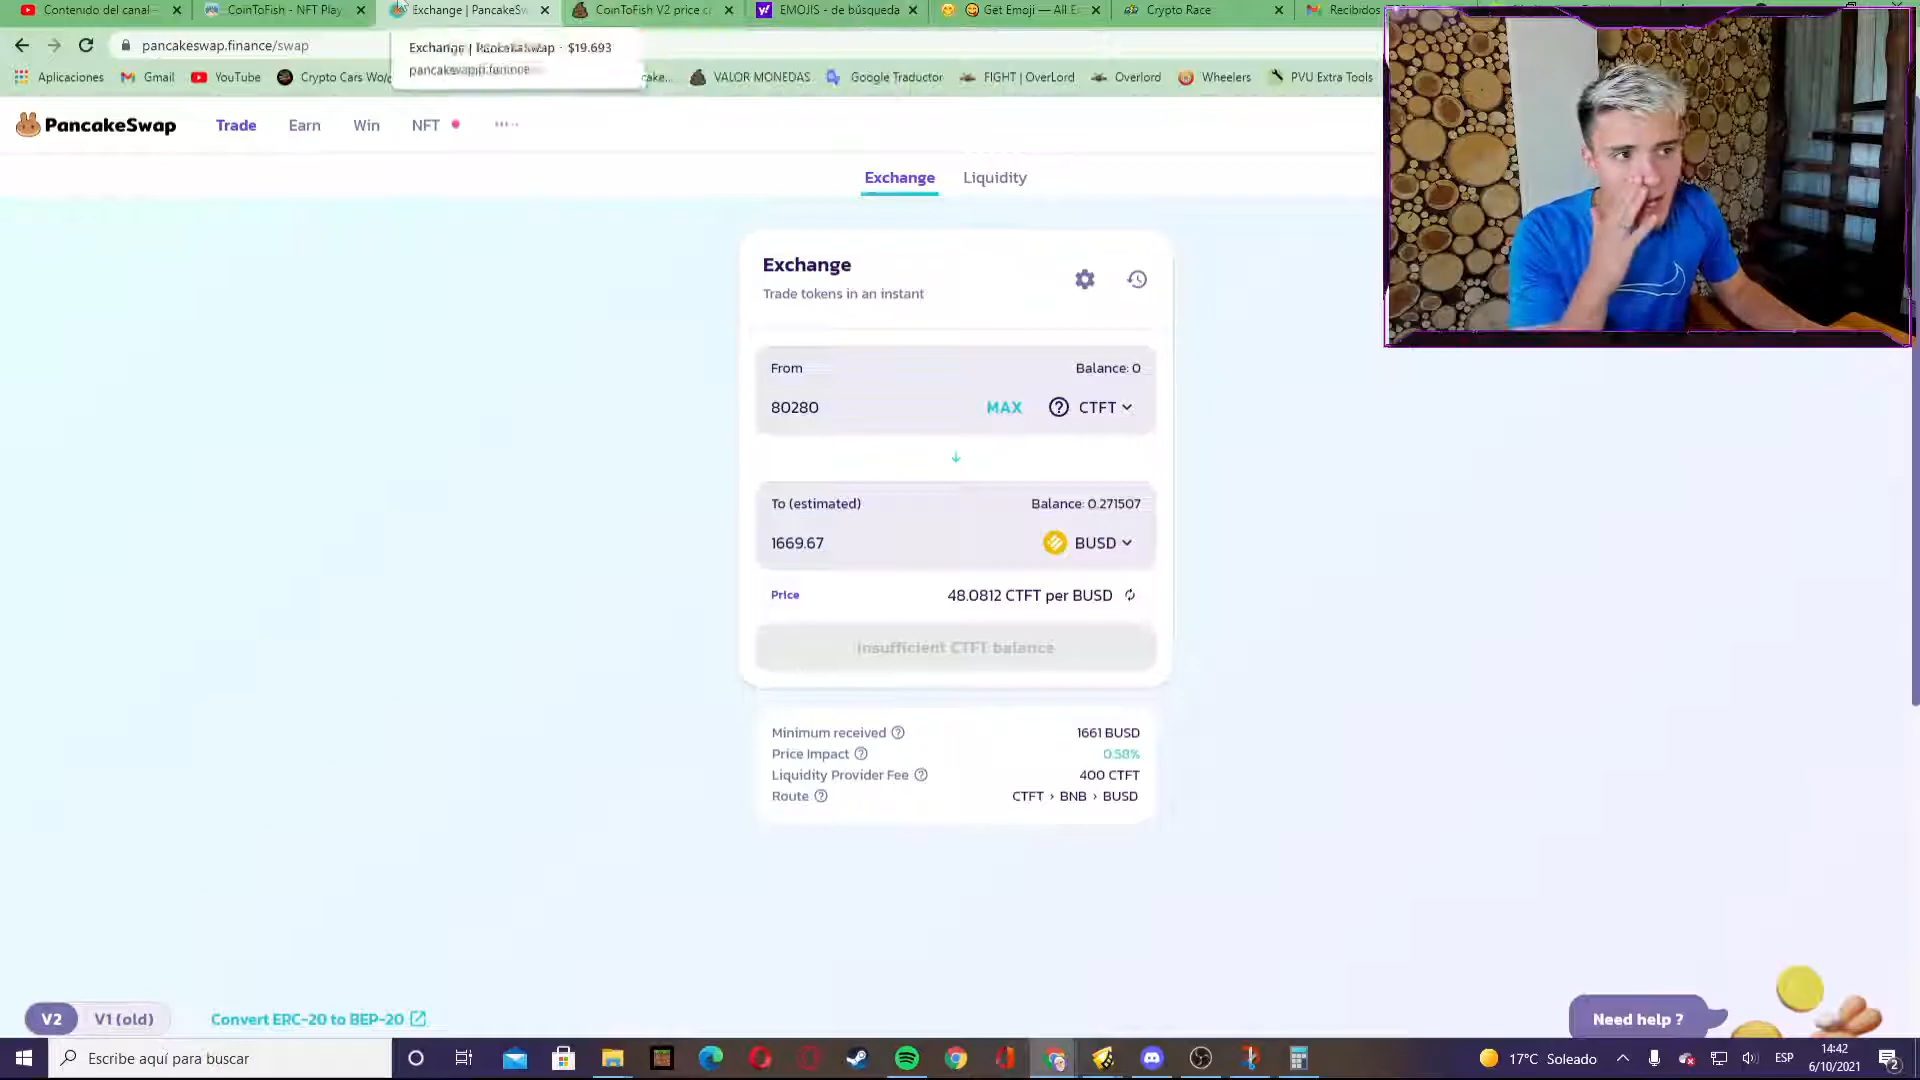 Contenido del canal
CoinToFish - NFT Play
Exchange | PancakeSw
CoinToFish V2 price c
EMOJIS - de búsqueda
Get Emoji — All E
Crypto Race
Recibidos
pancakeswap.finance/swap
Exchange | PancakeSwap · $19.693
pancakeswap.finance
Aplicaciones
Gmail
YouTube
Crypto Cars Wo
cake...
VALOR MONEDAS
Google Traductor
FIGHT | OverLord
Overlord
Wheelers
PVU Extra Tools
PancakeSwap
Trade
Earn
Win
NFT
Exchange
Liquidity
Exchange
Trade tokens in an instant
From
Balance: 0
80280
MAX
CTFT
To (estimated)
Balance: 0.271507
1669.67
BUSD
Price
48.0812 CTFT per BUSD
Insufficient CTFT balance
Minimum received
1661 BUSD
Price Impact
0.58%
Liquidity Provider Fee
400 CTFT
Route
CTFT › BNB › BUSD
V2
V1 (old)
Convert ERC-20 to BEP-20
Need help ?
Escribe aquí para buscar
17°C Soleado
ESP
14:42
6/10/2021
2